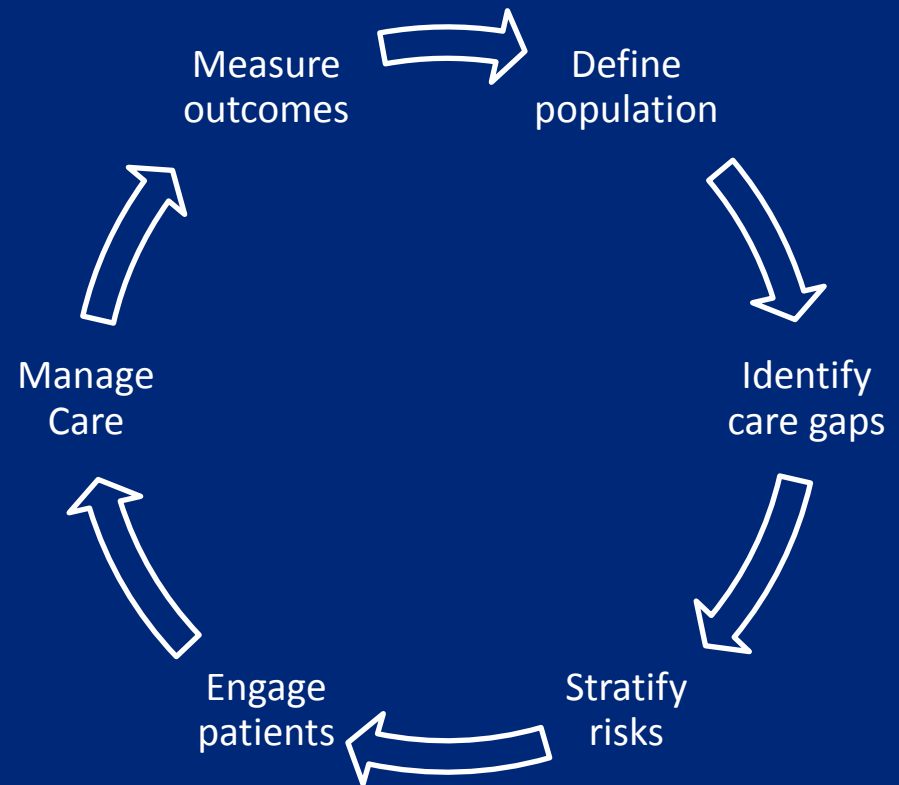 Measure
outcomes
Define
population
Identify
care gaps
Stratify
risks
Engage
patients
Manage
Care